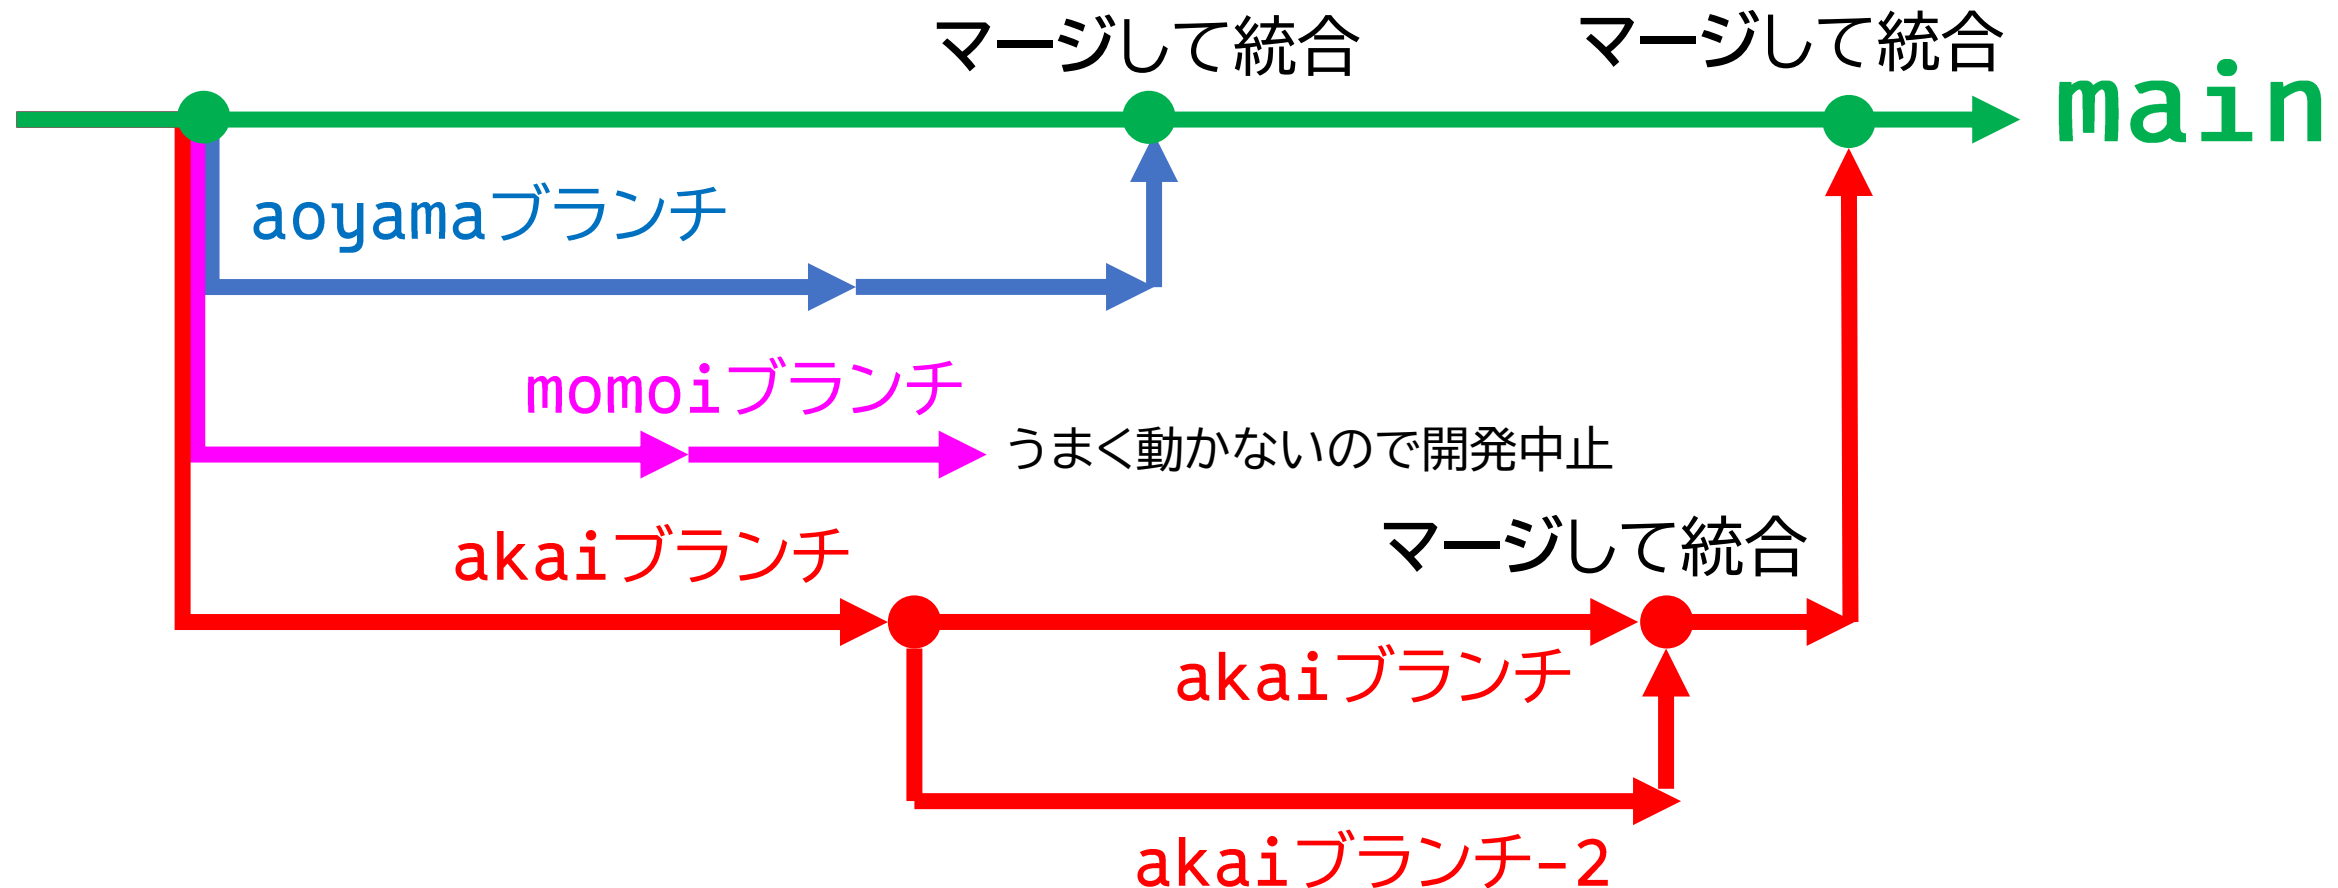 マージして統合
マージして統合
main
aoyamaブランチ
momoiブランチ
うまく動かないので開発中止
akaiブランチ
マージして統合
akaiブランチ
akaiブランチ-2